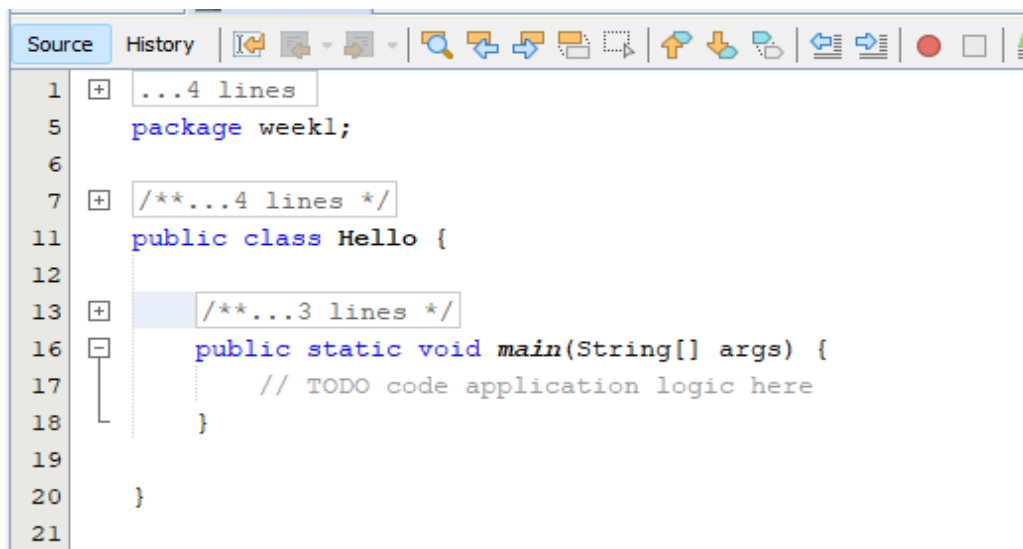 Source History
1 ...4 lines
5 package week1;
6
7 /**...4 lines */
11 public class Hello {
12
13 /**...3 lines */
16 public static void main(String[] args) {
17 // TODO code application logic here
18 }
19
20 }
21